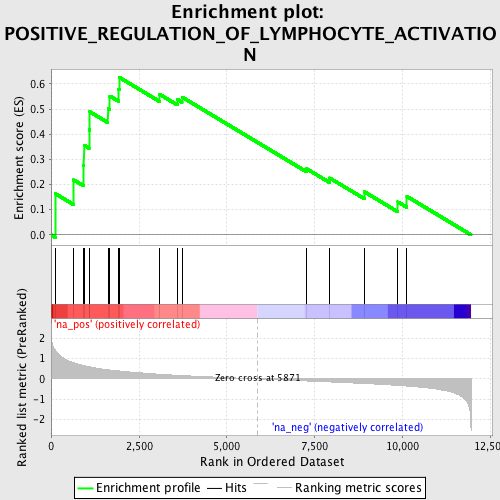 Enrichment plot:
POSITIVE_REGULATION_OF_LYMPHOCYTE_ACTIVATIO
N
Enrichment score (ES)
0.6
0.5
0.4
0.3
0.2
0.1
0.0
'na_pos' (positively correlated)
Ranked list metric (PreRanked)
2
1
0
-1
-2
Zero cross at 5871
'na_neg' (negatively correlated)
0
2,500
5,000
7,500
10,000
12,50
Rank in Ordered Dataset
Enrichment profile
Hits
Ranking metric scores